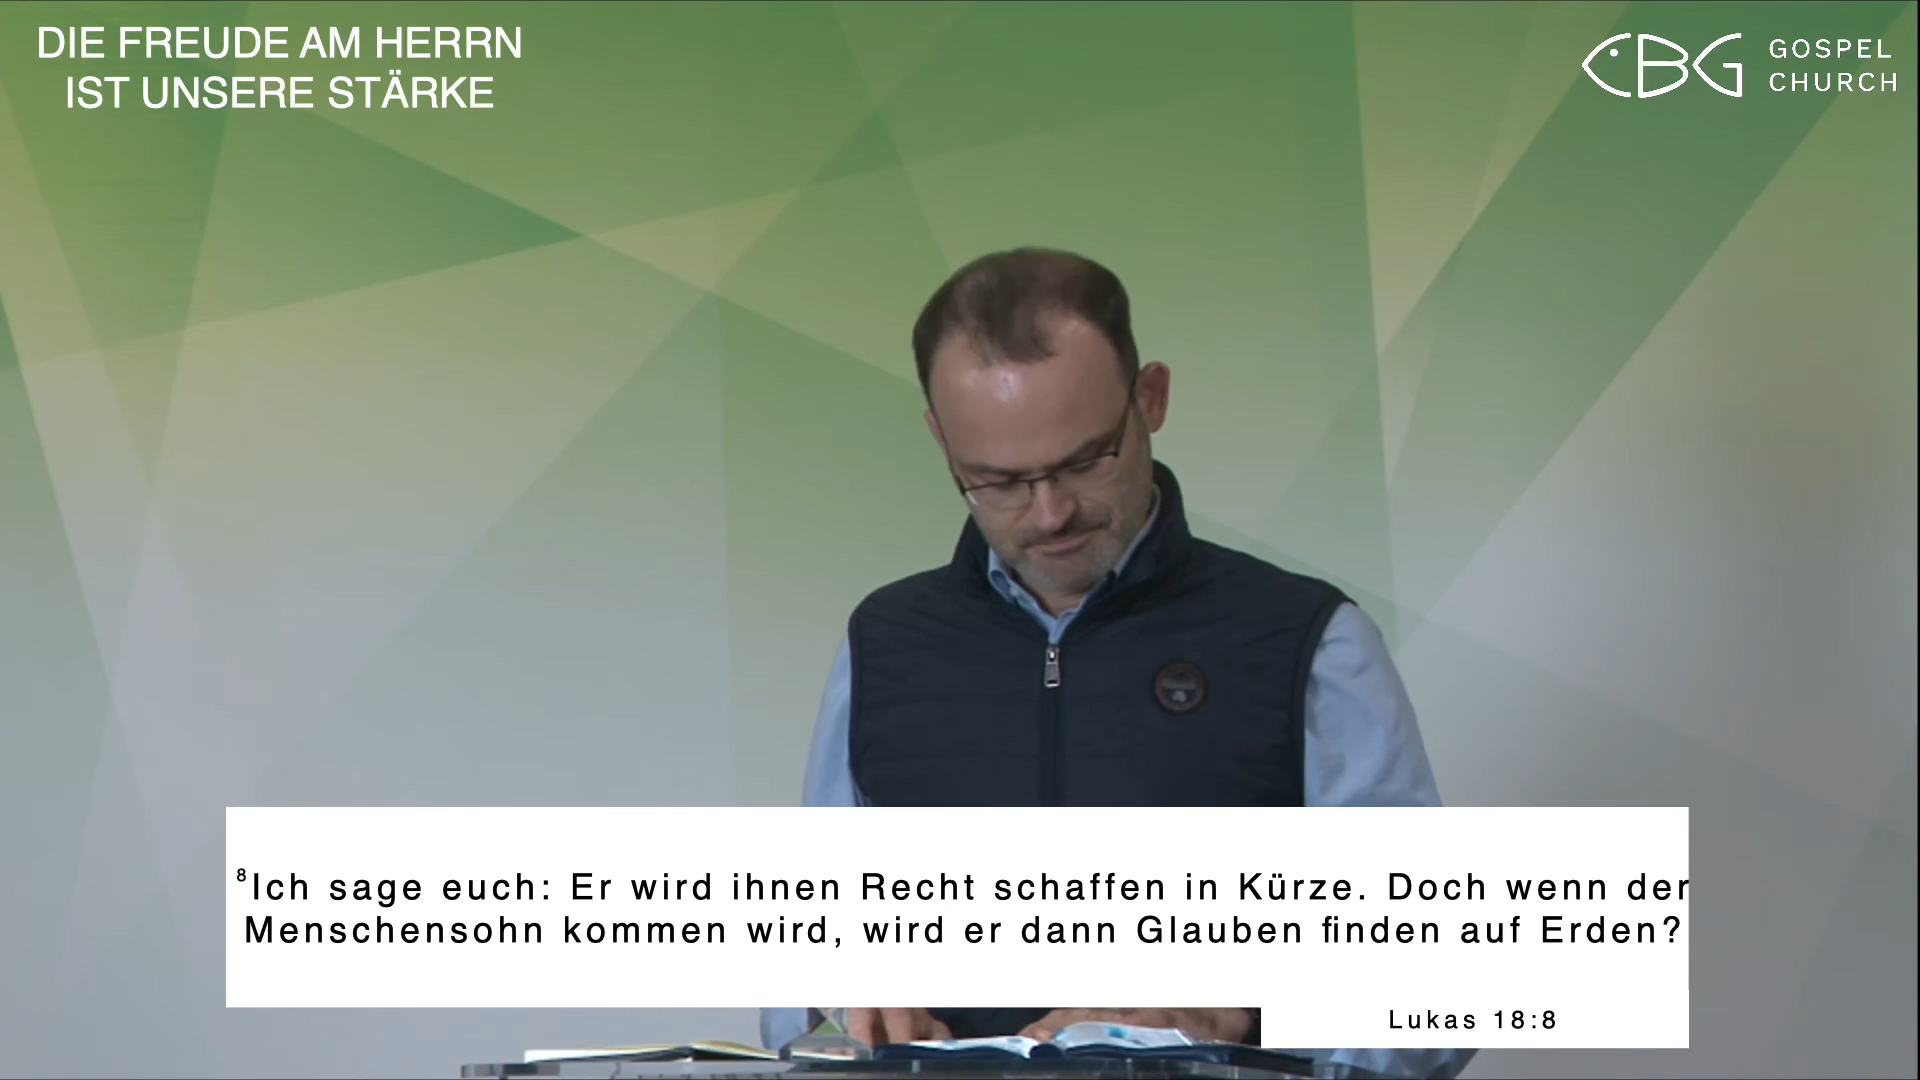 DIE FREUDE AM HERRN
IST UNSERE STÄRKE
CBG
GOSPEL
CHURCH
⁸Ich sage euch: Er wird ihnen Recht schaffen in Kürze. Doch wenn der
Menschensohn kommen wird, wird er dann Glauben finden auf Erden?
Lukas 18:8